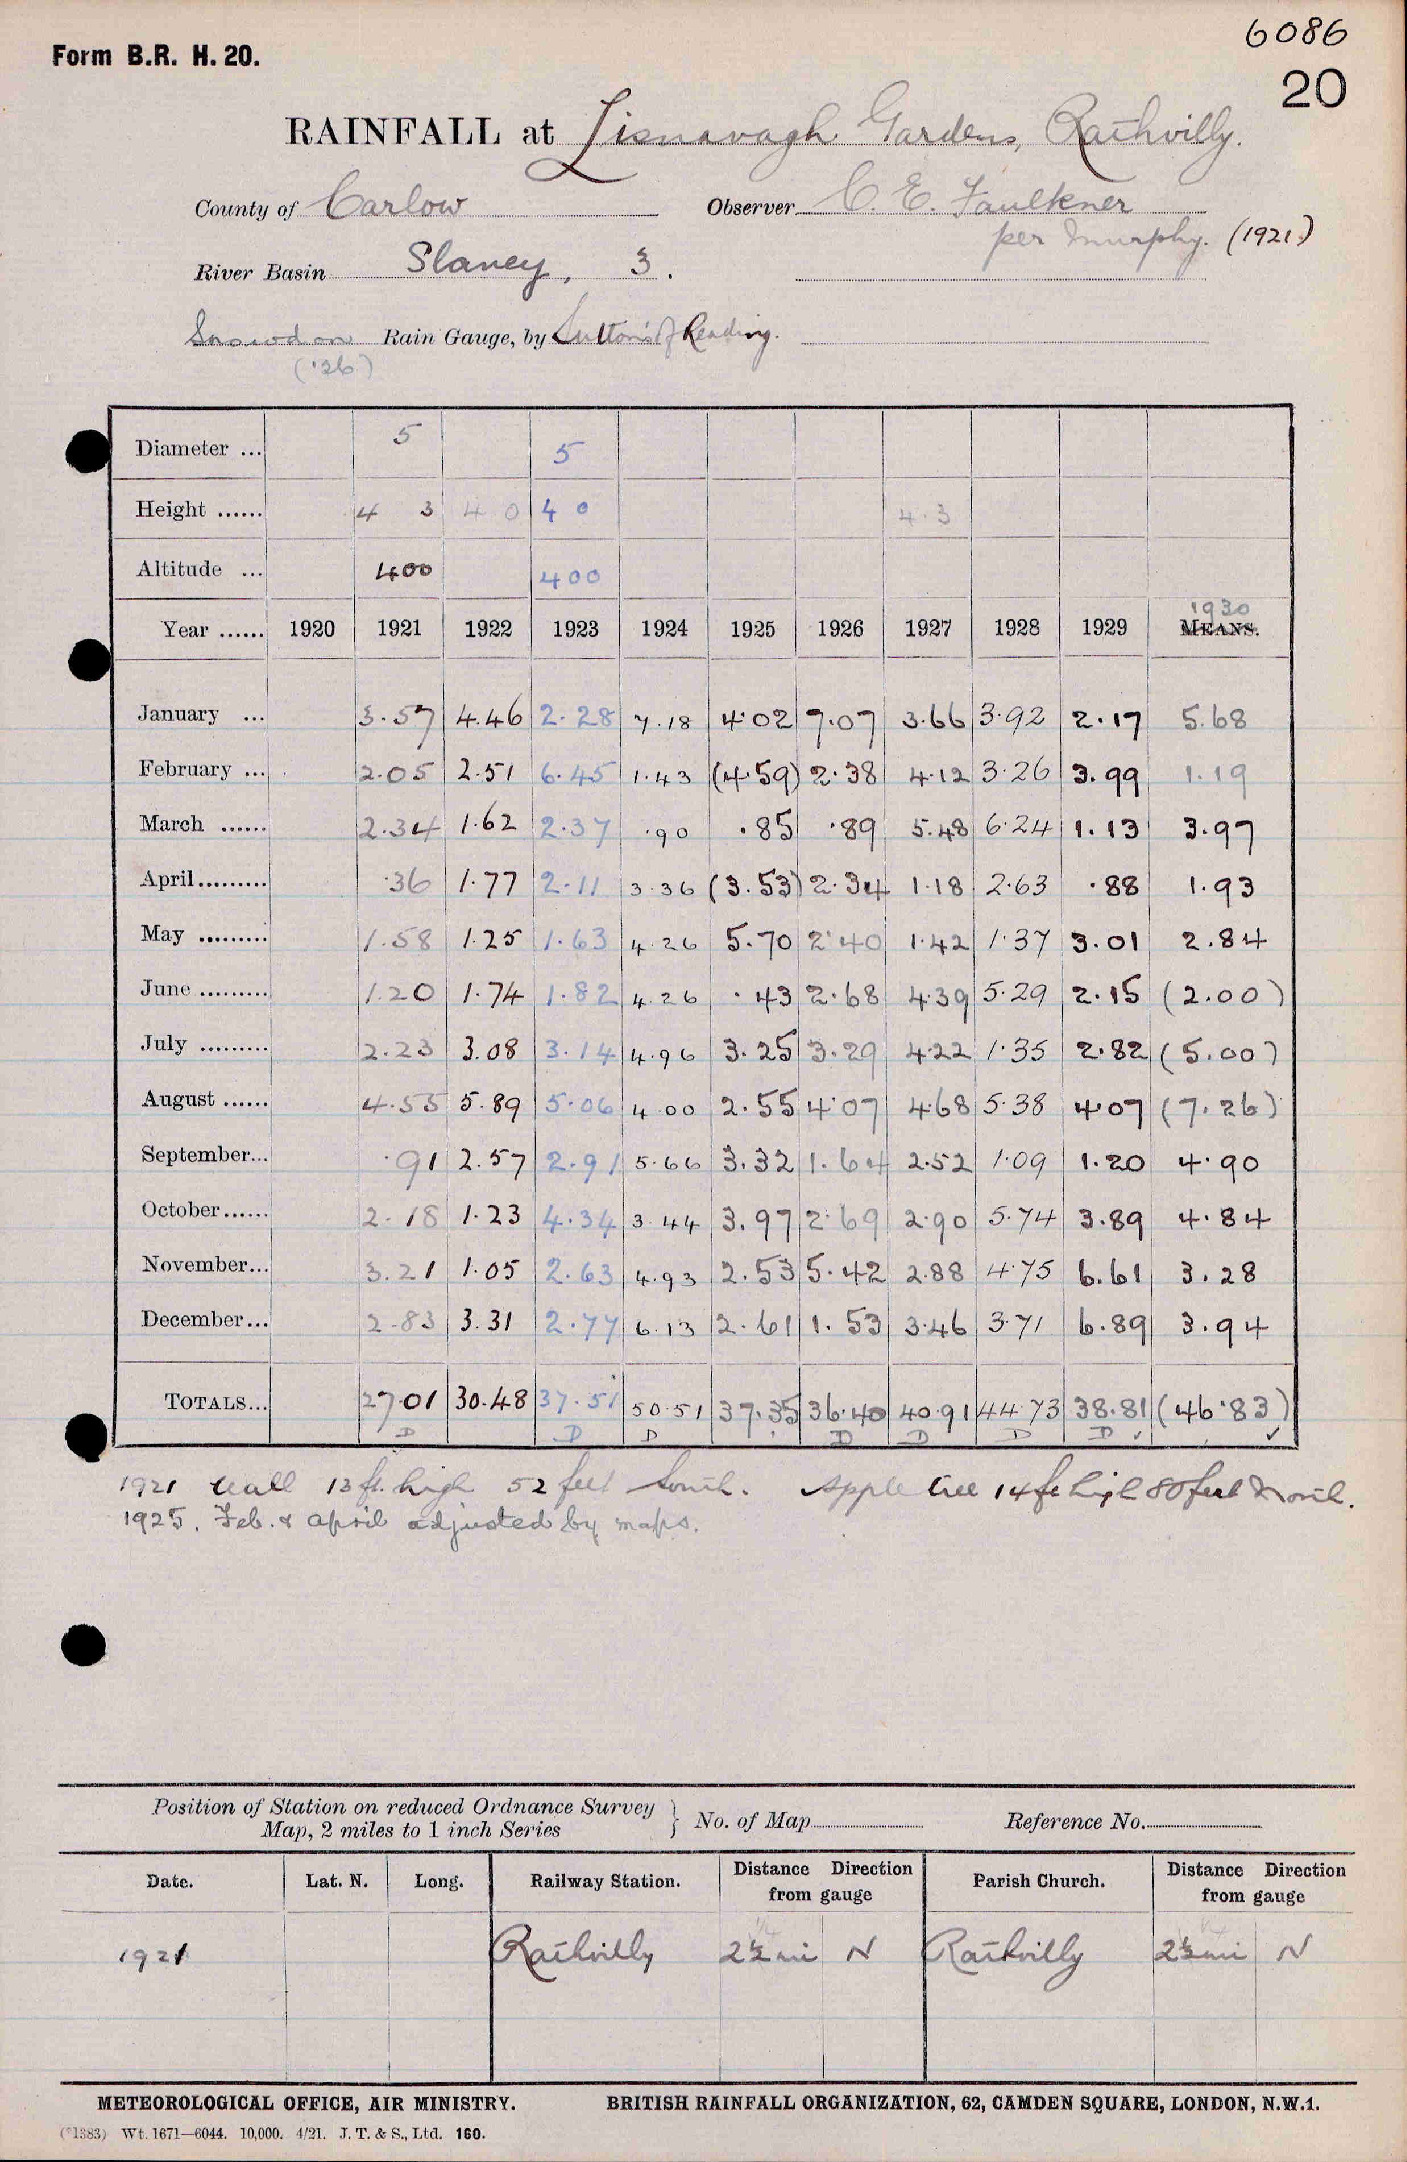 6086
Form B.R. H. 20.
20
RAINFALL at Lisnavagh Gardens, Rathvilly.
County of Carlow Observer C. E. Faulkner
per Murphy. (1921)
River Basin Slaney, 3.
Snowdon Rain Gauge, by Suttons of Reading.
('26)
Diameter ... 5 5
Height ...... 4 3 4 0 4 0 4.3
Altitude ... 400 400
1930
Year ...... 1920 1921 1922 1923 1924 1925 1926 1927 1928 1929 MEANS.
January ... 3.57 4.46 2.28 7.18 4.02 7.07 3.66 3.92 2.17 5.68
February ... 2.05 2.51 6.45 1.43 (4.59) 2.38 4.12 3.26 3.99 1.19
March ...... 2.34 1.62 2.37 .90 .85 .89 5.48 6.24 1.13 3.97
April......... .36 1.77 2.11 3.36 (3.53) 2.34 1.18 2.63 .88 1.93
May ......... 1.58 1.25 1.63 4.26 5.70 2.40 1.42 1.37 3.01 2.84
June ......... 1.20 1.74 1.82 4.26 .43 2.68 4.39 5.29 2.15 (2.00)
July ......... 2.23 3.08 3.14 4.96 3.25 3.29 4.22 1.35 2.82 (5.00)
August ...... 4.55 5.89 5.06 4.00 2.55 4.07 4.68 5.38 4.07 (7.26)
September... .91 2.57 2.91 5.66 3.32 1.64 2.52 1.09 1.20 4.90
October...... 2.18 1.23 4.34 3.44 3.97 2.69 2.90 5.74 3.89 4.84
November... 3.21 1.05 2.63 4.93 2.53 5.42 2.88 4.75 6.61 3.28
December... 2.83 3.31 2.77 6.13 2.61 1.53 3.46 3.71 6.89 3.94
TOTALS... 27.01 30.48 37.51 50.51 37.35 36.40 40.91 44.73 38.81 (46.83)
D D D D D D D ✓ ✓
1921 Wall 13 ft. high 52 feet South. Apple tree 14 ft high 80 feet North.
1925. Feb. & April adjusted by maps.
Position of Station on reduced Ordnance Survey
Map, 2 miles to 1 inch Series } No. of Map Reference No.
Date. Lat. N. Long. Railway Station. Distance Direction from gauge Parish Church. Distance Direction from gauge
1921 Rathvilly 2½ mi N Rathvilly 2½ mi N
METEOROLOGICAL OFFICE, AIR MINISTRY. BRITISH RAINFALL ORGANIZATION, 62, CAMDEN SQUARE, LONDON, N.W.1.
(*1383) Wt. 1671—6044. 10,000. 4/21. J. T. & S., Ltd. 160.